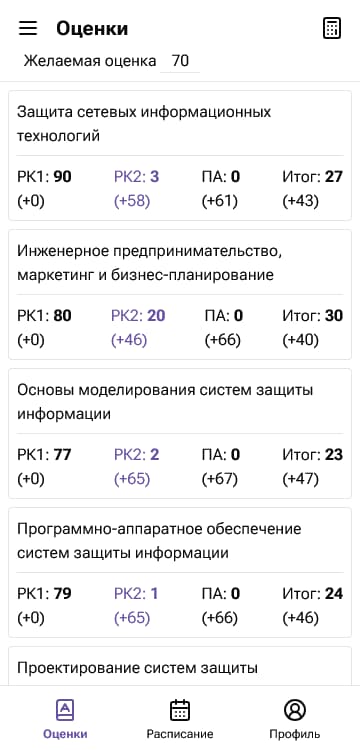 Оценки
Желаемая оценка 70
Защита сетевых информационных
технологий
РК1: 90 РК2: 3 ПА: 0 Итог: 27
(+0) (+58) (+61) (+43)
Инженерное предпринимательство,
маркетинг и бизнес-планирование
РК1: 80 РК2: 20 ПА: 0 Итог: 30
(+0) (+46) (+66) (+40)
Основы моделирования систем защиты
информации
РК1: 77 РК2: 2 ПА: 0 Итог: 23
(+0) (+65) (+67) (+47)
Программно-аппаратное обеспечение
систем защиты информации
РК1: 79 РК2: 1 ПА: 0 Итог: 24
(+0) (+65) (+66) (+46)
Проектирование систем защиты
Оценки Расписание Профиль